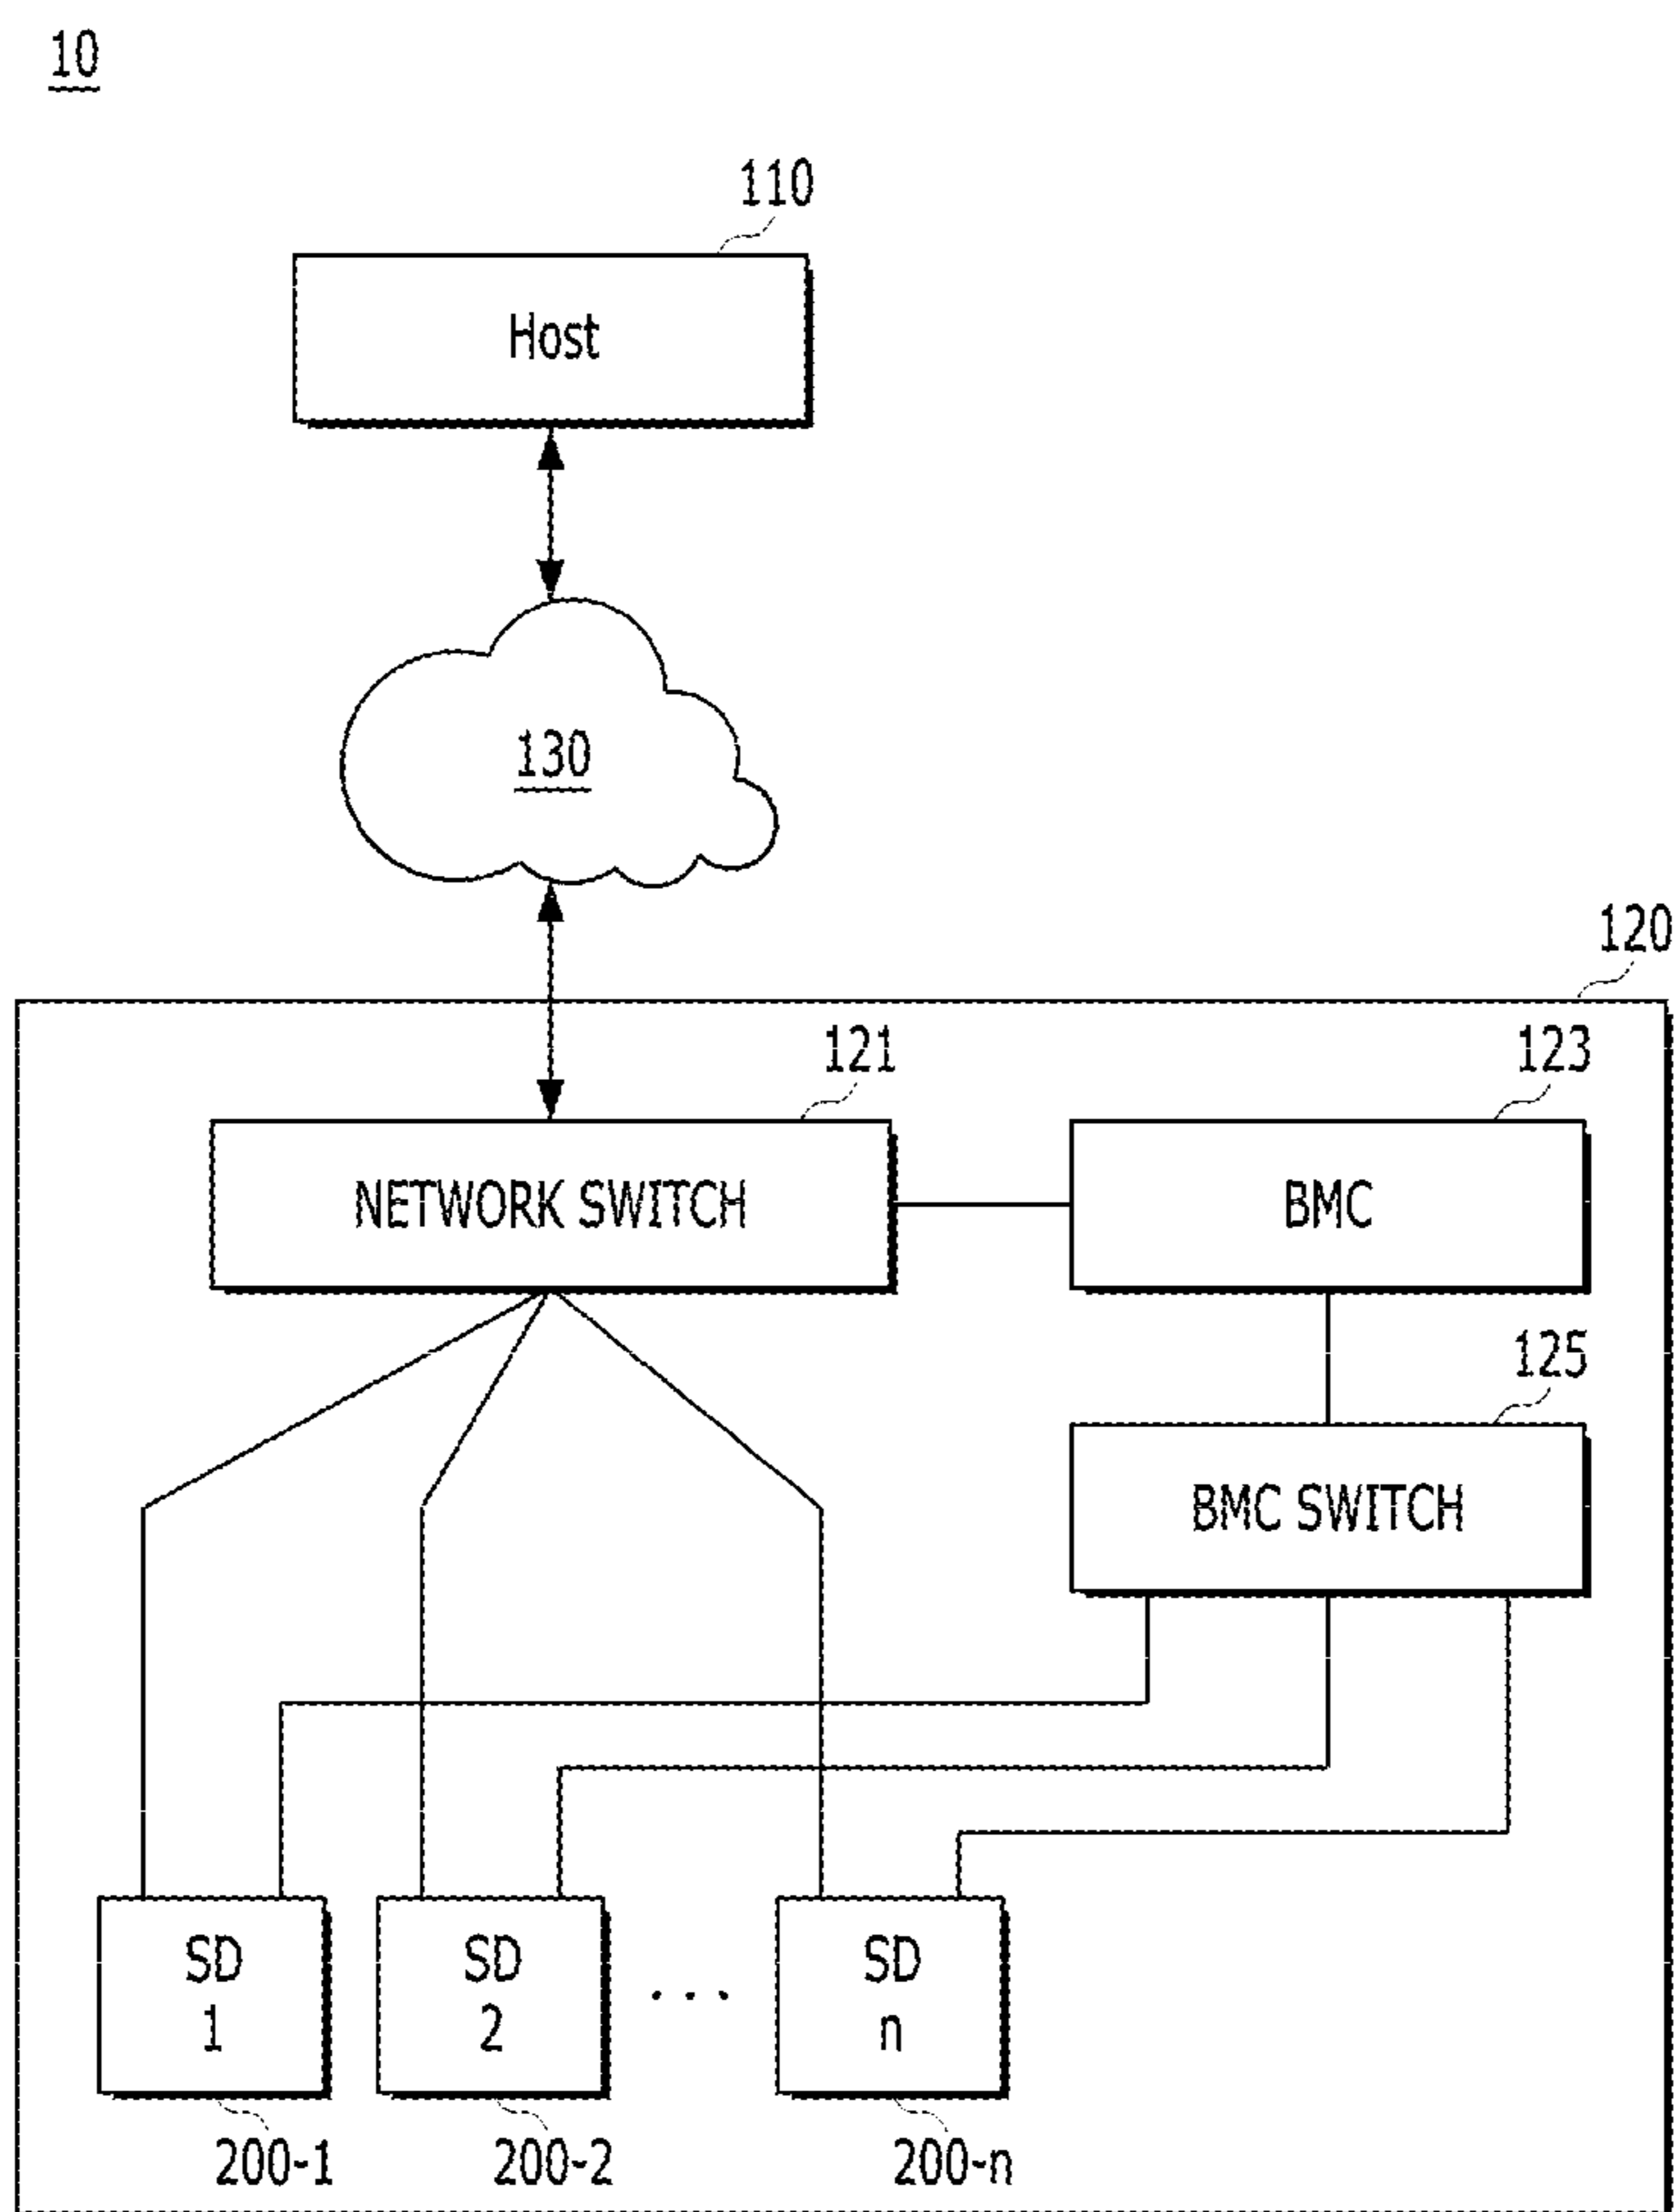 10
110
Host
130
120
121
123
NETWORK SWITCH
BMC
125
BMC SWITCH
SD
1
SD
2
. . .
SD
n
200-1
200-2
200-n